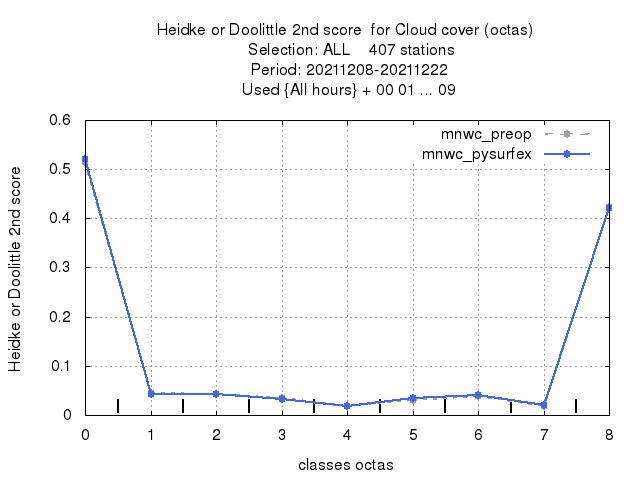 Heidke or Doolittle 2nd score  for Cloud cover (octas)
Selection: ALL    407 stations
Period: 20211208-20211222
Used {All hours} + 00 01 ... 09
mnwc_preop
mnwc_pysurfex
Heidke or Doolittle 2nd score
0.6
0.5
0.4
0.3
0.2
0.1
0
0 1 2 3 4 5 6 7 8
classes octas